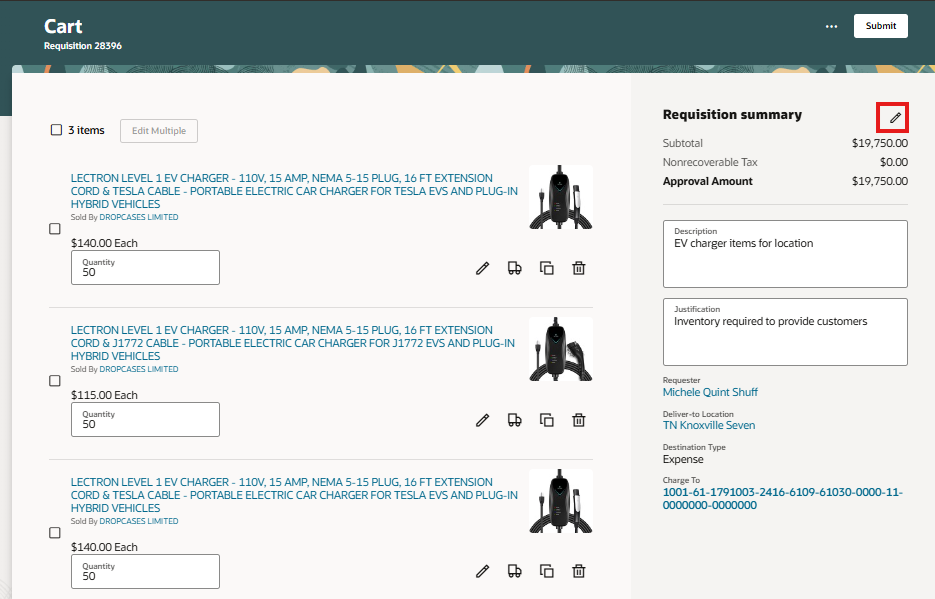 Cart
Requisition 28396
Submit
3 items
Edit Multiple
LECTRON LEVEL 1 EV CHARGER - 110V, 15 AMP, NEMA 5-15 PLUG, 16 FT EXTENSION
CORD & TESLA CABLE - PORTABLE ELECTRIC CAR CHARGER FOR TESLA EVS AND PLUG-IN
HYBRID VEHICLES
Sold By DROPCASES LIMITED
$140.00 Each
Quantity
50
LECTRON LEVEL 1 EV CHARGER - 110V, 15 AMP, NEMA 5-15 PLUG, 16 FT EXTENSION
CORD & J1772 CABLE - PORTABLE ELECTRIC CAR CHARGER FOR J1772 EVS AND PLUG-IN
HYBRID VEHICLES
Sold By DROPCASES LIMITED
$115.00 Each
Quantity
50
LECTRON LEVEL 1 EV CHARGER - 110V, 15 AMP, NEMA 5-15 PLUG, 16 FT EXTENSION
CORD & TESLA CABLE - PORTABLE ELECTRIC CAR CHARGER FOR TESLA EVS AND PLUG-IN
HYBRID VEHICLES
Sold By DROPCASES LIMITED
$140.00 Each
Quantity
50
Requisition summary
Subtotal $19,750.00
Nonrecoverable Tax $0.00
Approval Amount $19,750.00
Description
EV charger items for location
Justification
Inventory required to provide customers
Requester
Michele Quint Shuff
Deliver-to Location
TN Knoxville Seven
Destination Type
Expense
Charge To
1001-61-1791003-2416-6109-61030-0000-11-
0000000-0000000